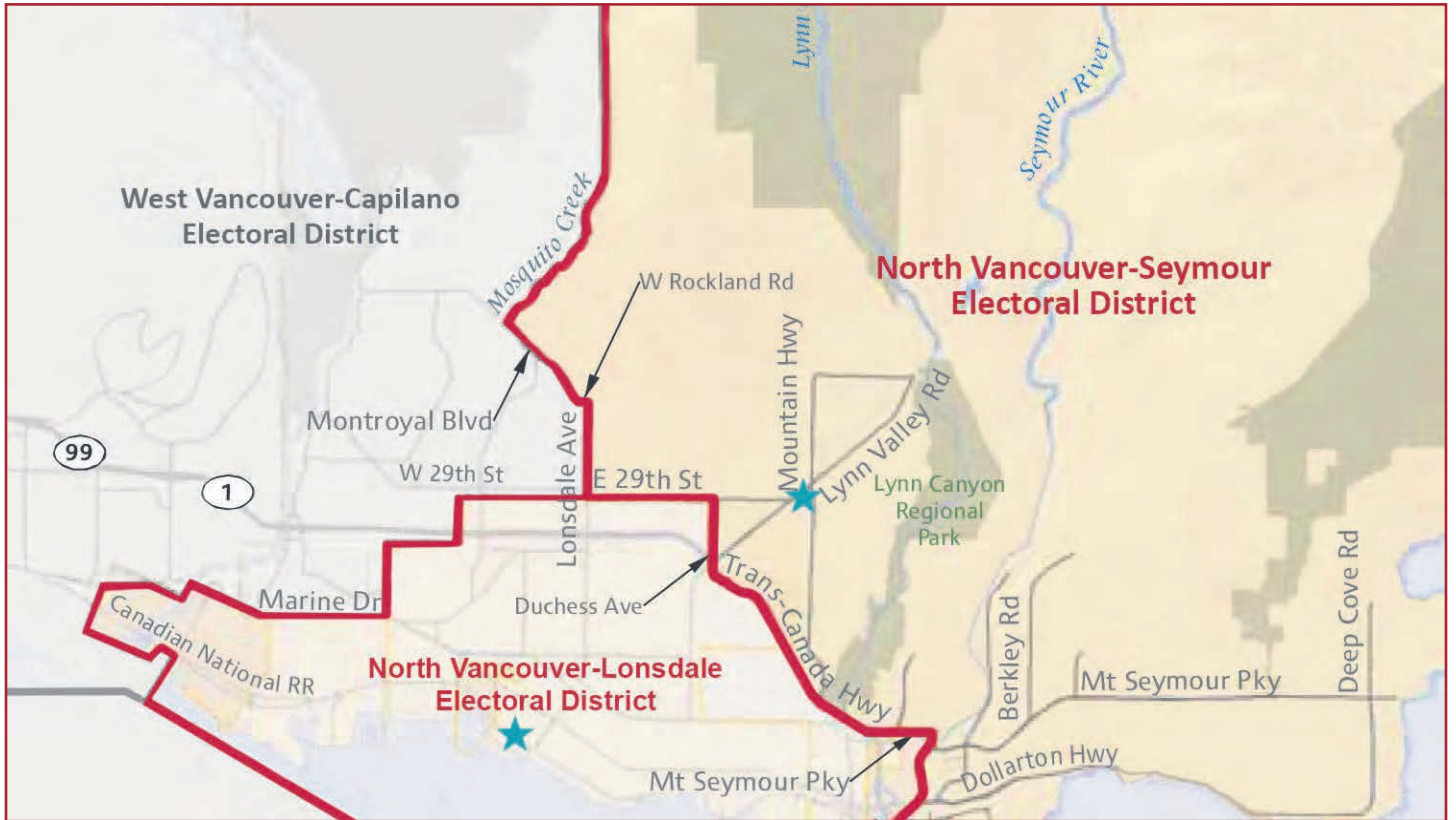 Lynn
Seymour River
West Vancouver-Capilano
Electoral District
Mosquito Creek
W Rockland Rd
North Vancouver-Seymour
Electoral District
Mountain Hwy
Montroyal Blvd
Lonsdale Ave
Lynn Valley Rd
99
W 29th St
E 29th St
1
Lynn Canyon
Regional
Park
Deep Cove Rd
Trans-Canada Hwy
Marine Dr
Duchess Ave
Canadian National RR
Berkley Rd
North Vancouver-Lonsdale
Electoral District
Mt Seymour Pky
Mt Seymour Pky
Dollarton Hwy